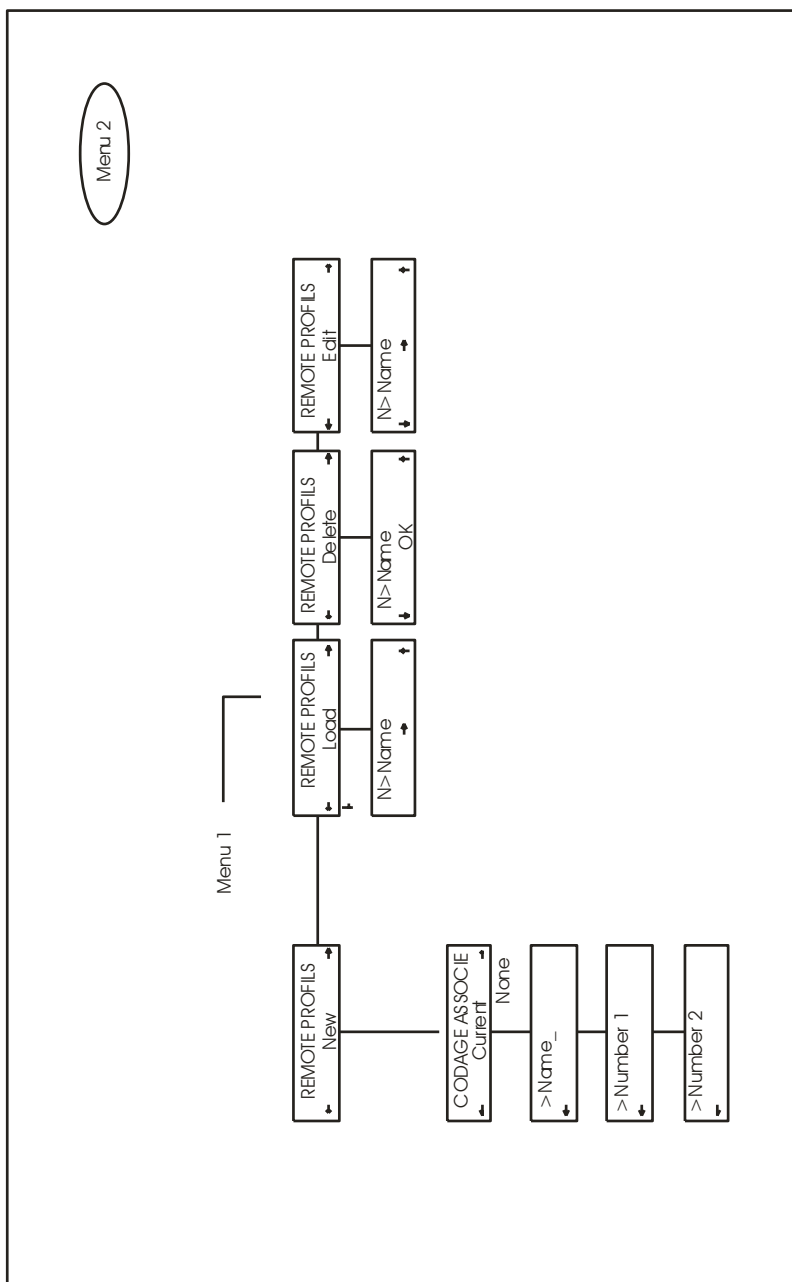 Menu 2
Menu 1
REMOTE PROFILS
New
REMOTE PROFILS
Load
REMOTE PROFILS
Delete
REMOTE PROFILS
Edit
N>Name
N>Name
OK
N>Name
CODAGE ASSOCIE
Current
None
>Name_
>Number 1
>Number 2